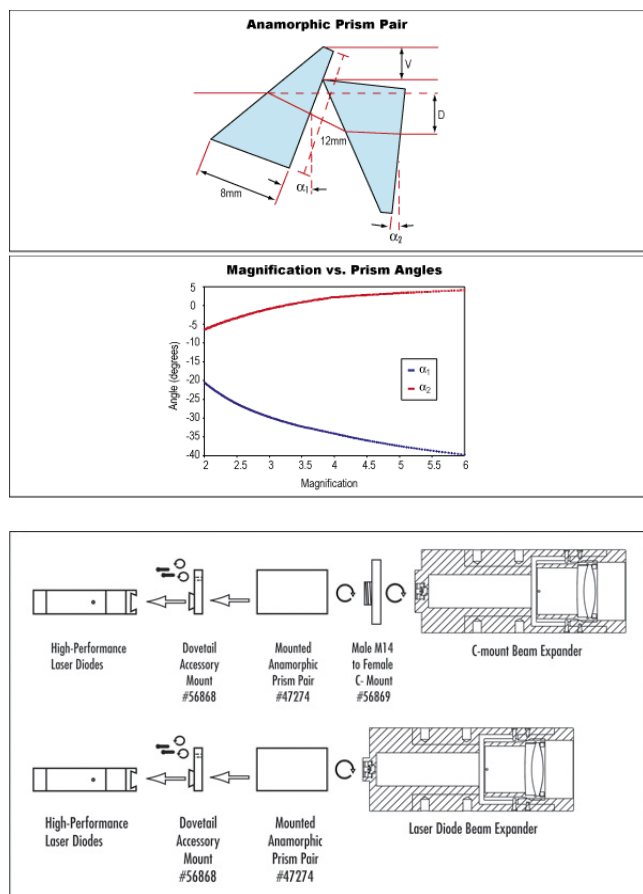 Anamorphic Prism Pair
V
D
12mm
8mm
α1
α2
Magnification vs. Prism Angles
5
0
-5
-10
-15
-20
-25
-30
-35
-40
Angle (degrees)
α1
α2
2 2.5 3 3.5 4 4.5 5 5.5 6
Magnification
High-Performance
Laser Diodes
Dovetail
Accessory
Mount
#56868
Mounted
Anamorphic
Prism Pair
#47274
Male M14
to Female
C- Mount
#56869
C-mount Beam Expander
High-Performance
Laser Diodes
Dovetail
Accessory
Mount
#56868
Mounted
Anamorphic
Prism Pair
#47274
Laser Diode Beam Expander